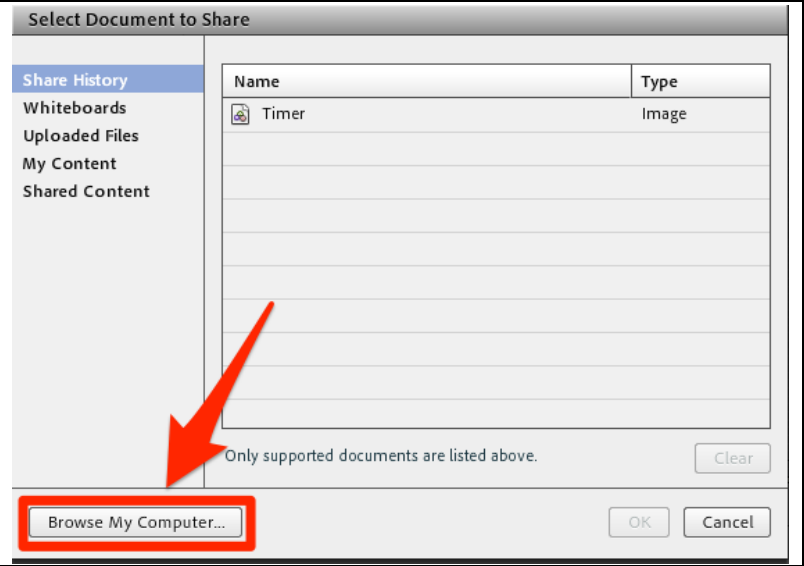 Select Document to Share
Share History
Whiteboards
Uploaded Files
My Content
Shared Content
Name Type
Timer Image
Only supported documents are listed above.
Clear
Browse My Computer...
OK
Cancel